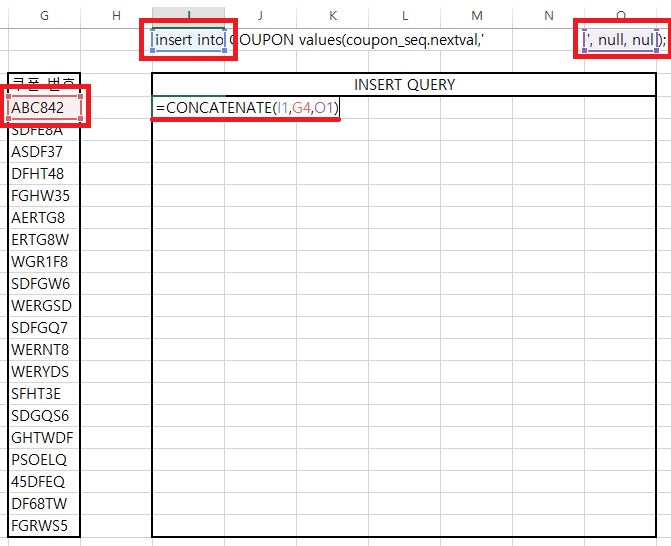 G H I J K L M N O
insert into COUPON values(coupon_seq.nextval,' ', null, null);
쿠폰 번호 INSERT QUERY
ABC842 =CONCATENATE(I1,G4,O1)
SDFE8A
ASDF37
DFHT48
FGHW35
AERTG8
ERTG8W
WGR1F8
SDFGW6
WERGSD
SDFGQ7
WERNT8
WERYDS
SFHT3E
SDGQS6
GHTWDF
PSOELQ
45DFEQ
DF68TW
FGRWS5